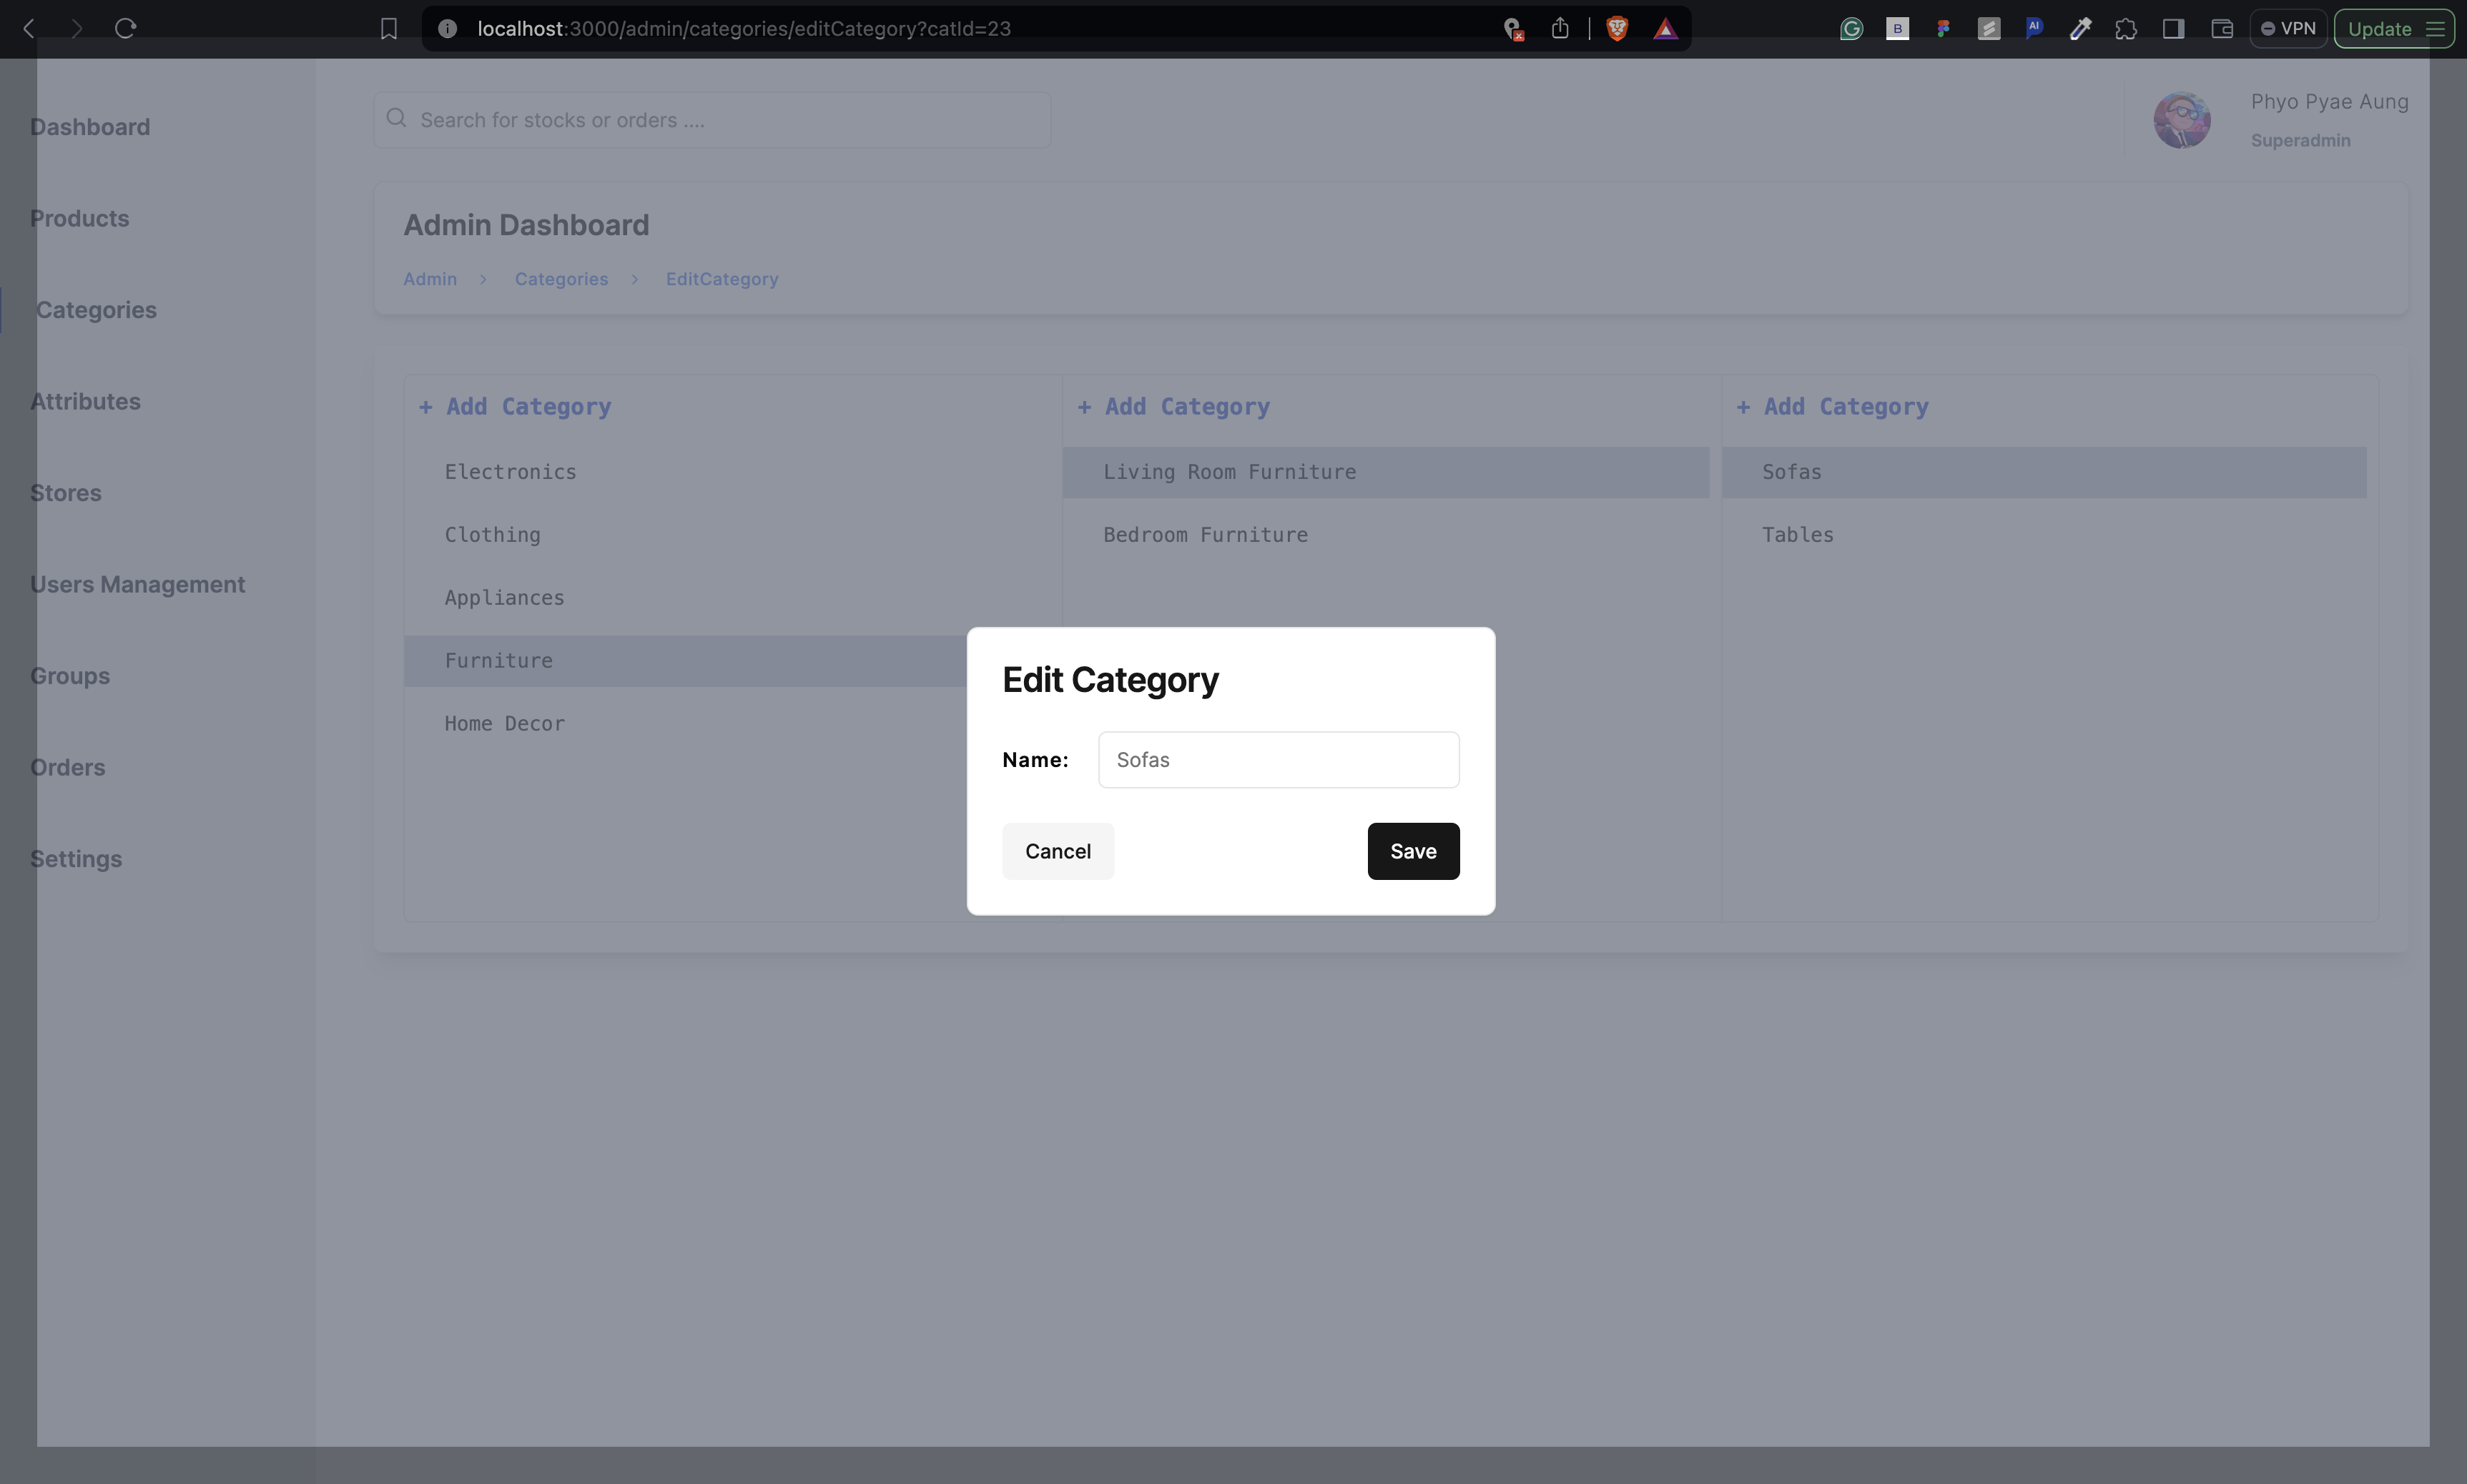 localhost:3000/admin/categories/editCategory?catId=23
B
AI
VPN
Update
Dashboard
Products
Categories
Attributes
Stores
Users Management
Groups
Orders
Settings
Search for stocks or orders ....
Phyo Pyae Aung
Superadmin
Admin Dashboard
Admin > Categories > EditCategory
+ Add Category
Electronics
Clothing
Appliances
Furniture
Home Decor
+ Add Category
Living Room Furniture
Bedroom Furniture
+ Add Category
Sofas
Tables
Edit Category
Name: Sofas
Cancel Save